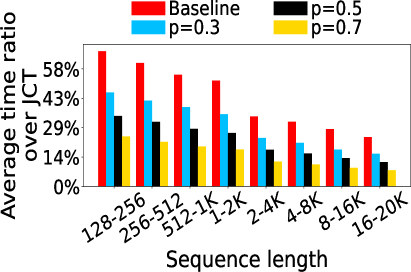 Baseline
p=0.5
p=0.3
p=0.7
Average time ratio
over JCT
58%
43%
29%
14%
0%
128-256
256-512
512-1K
1-2K
2-4K
4-8K
8-16K
16-20K
Sequence length